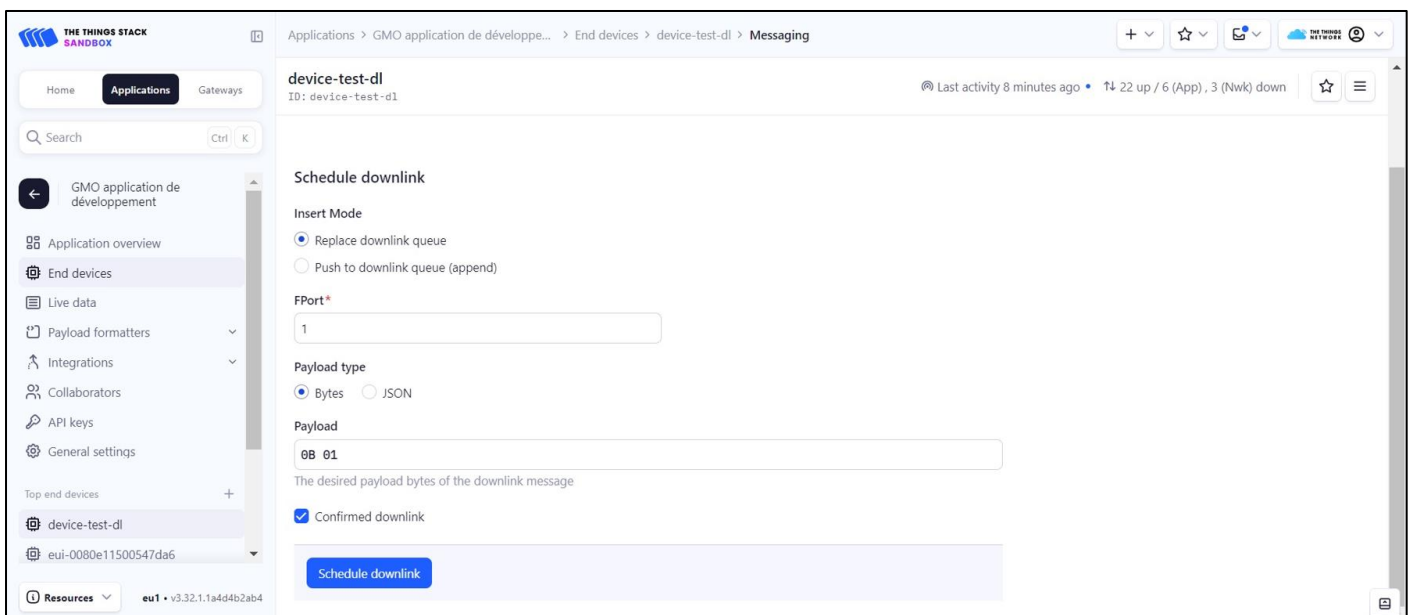 THE THINGS STACK
SANDBOX
Applications > GMO application de développe... > End devices > device-test-dl > Messaging
THE THINGS
NETWORK
Home Applications Gateways
device-test-dl
ID: device-test-dl
Last activity 8 minutes ago • 22 up / 6 (App) , 3 (Nwk) down
Search Ctrl K
GMO application de
développement
Application overview
End devices
Live data
Payload formatters
Integrations
Collaborators
API keys
General settings
Top end devices +
device-test-dl
eui-0080e11500547da6
Resources eu1 • v3.32.1.1a4d4b2ab4
Schedule downlink
Insert Mode
Replace downlink queue
Push to downlink queue (append)
FPort*
1
Payload type
Bytes JSON
Payload
0B 01
The desired payload bytes of the downlink message
Confirmed downlink
Schedule downlink